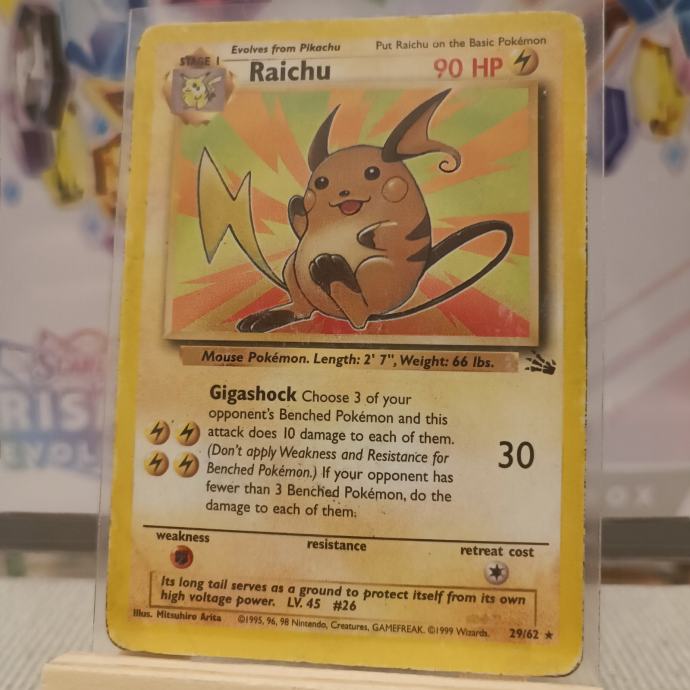 Evolves from Pikachu
Put Raichu on the Basic Pokémon
STAGE 1
Raichu
90 HP
Mouse Pokémon. Length: 2' 7", Weight: 66 lbs.
Gigashock Choose 3 of your
opponent's Benched Pokémon and this
attack does 10 damage to each of them.
(Don't apply Weakness and Resistance for
Benched Pokémon.) If your opponent has
fewer than 3 Benched Pokémon, do the
damage to each of them.
30
weakness
resistance
retreat cost
Its long tail serves as a ground to protect itself from its own
high voltage power. LV. 45 #26
Illus. Mitsuhiro Arita
©1995, 96, 98 Nintendo, Creatures, GAMEFREAK. ©1999 Wizards.
29/62 ★
RIS
EVOL
OX